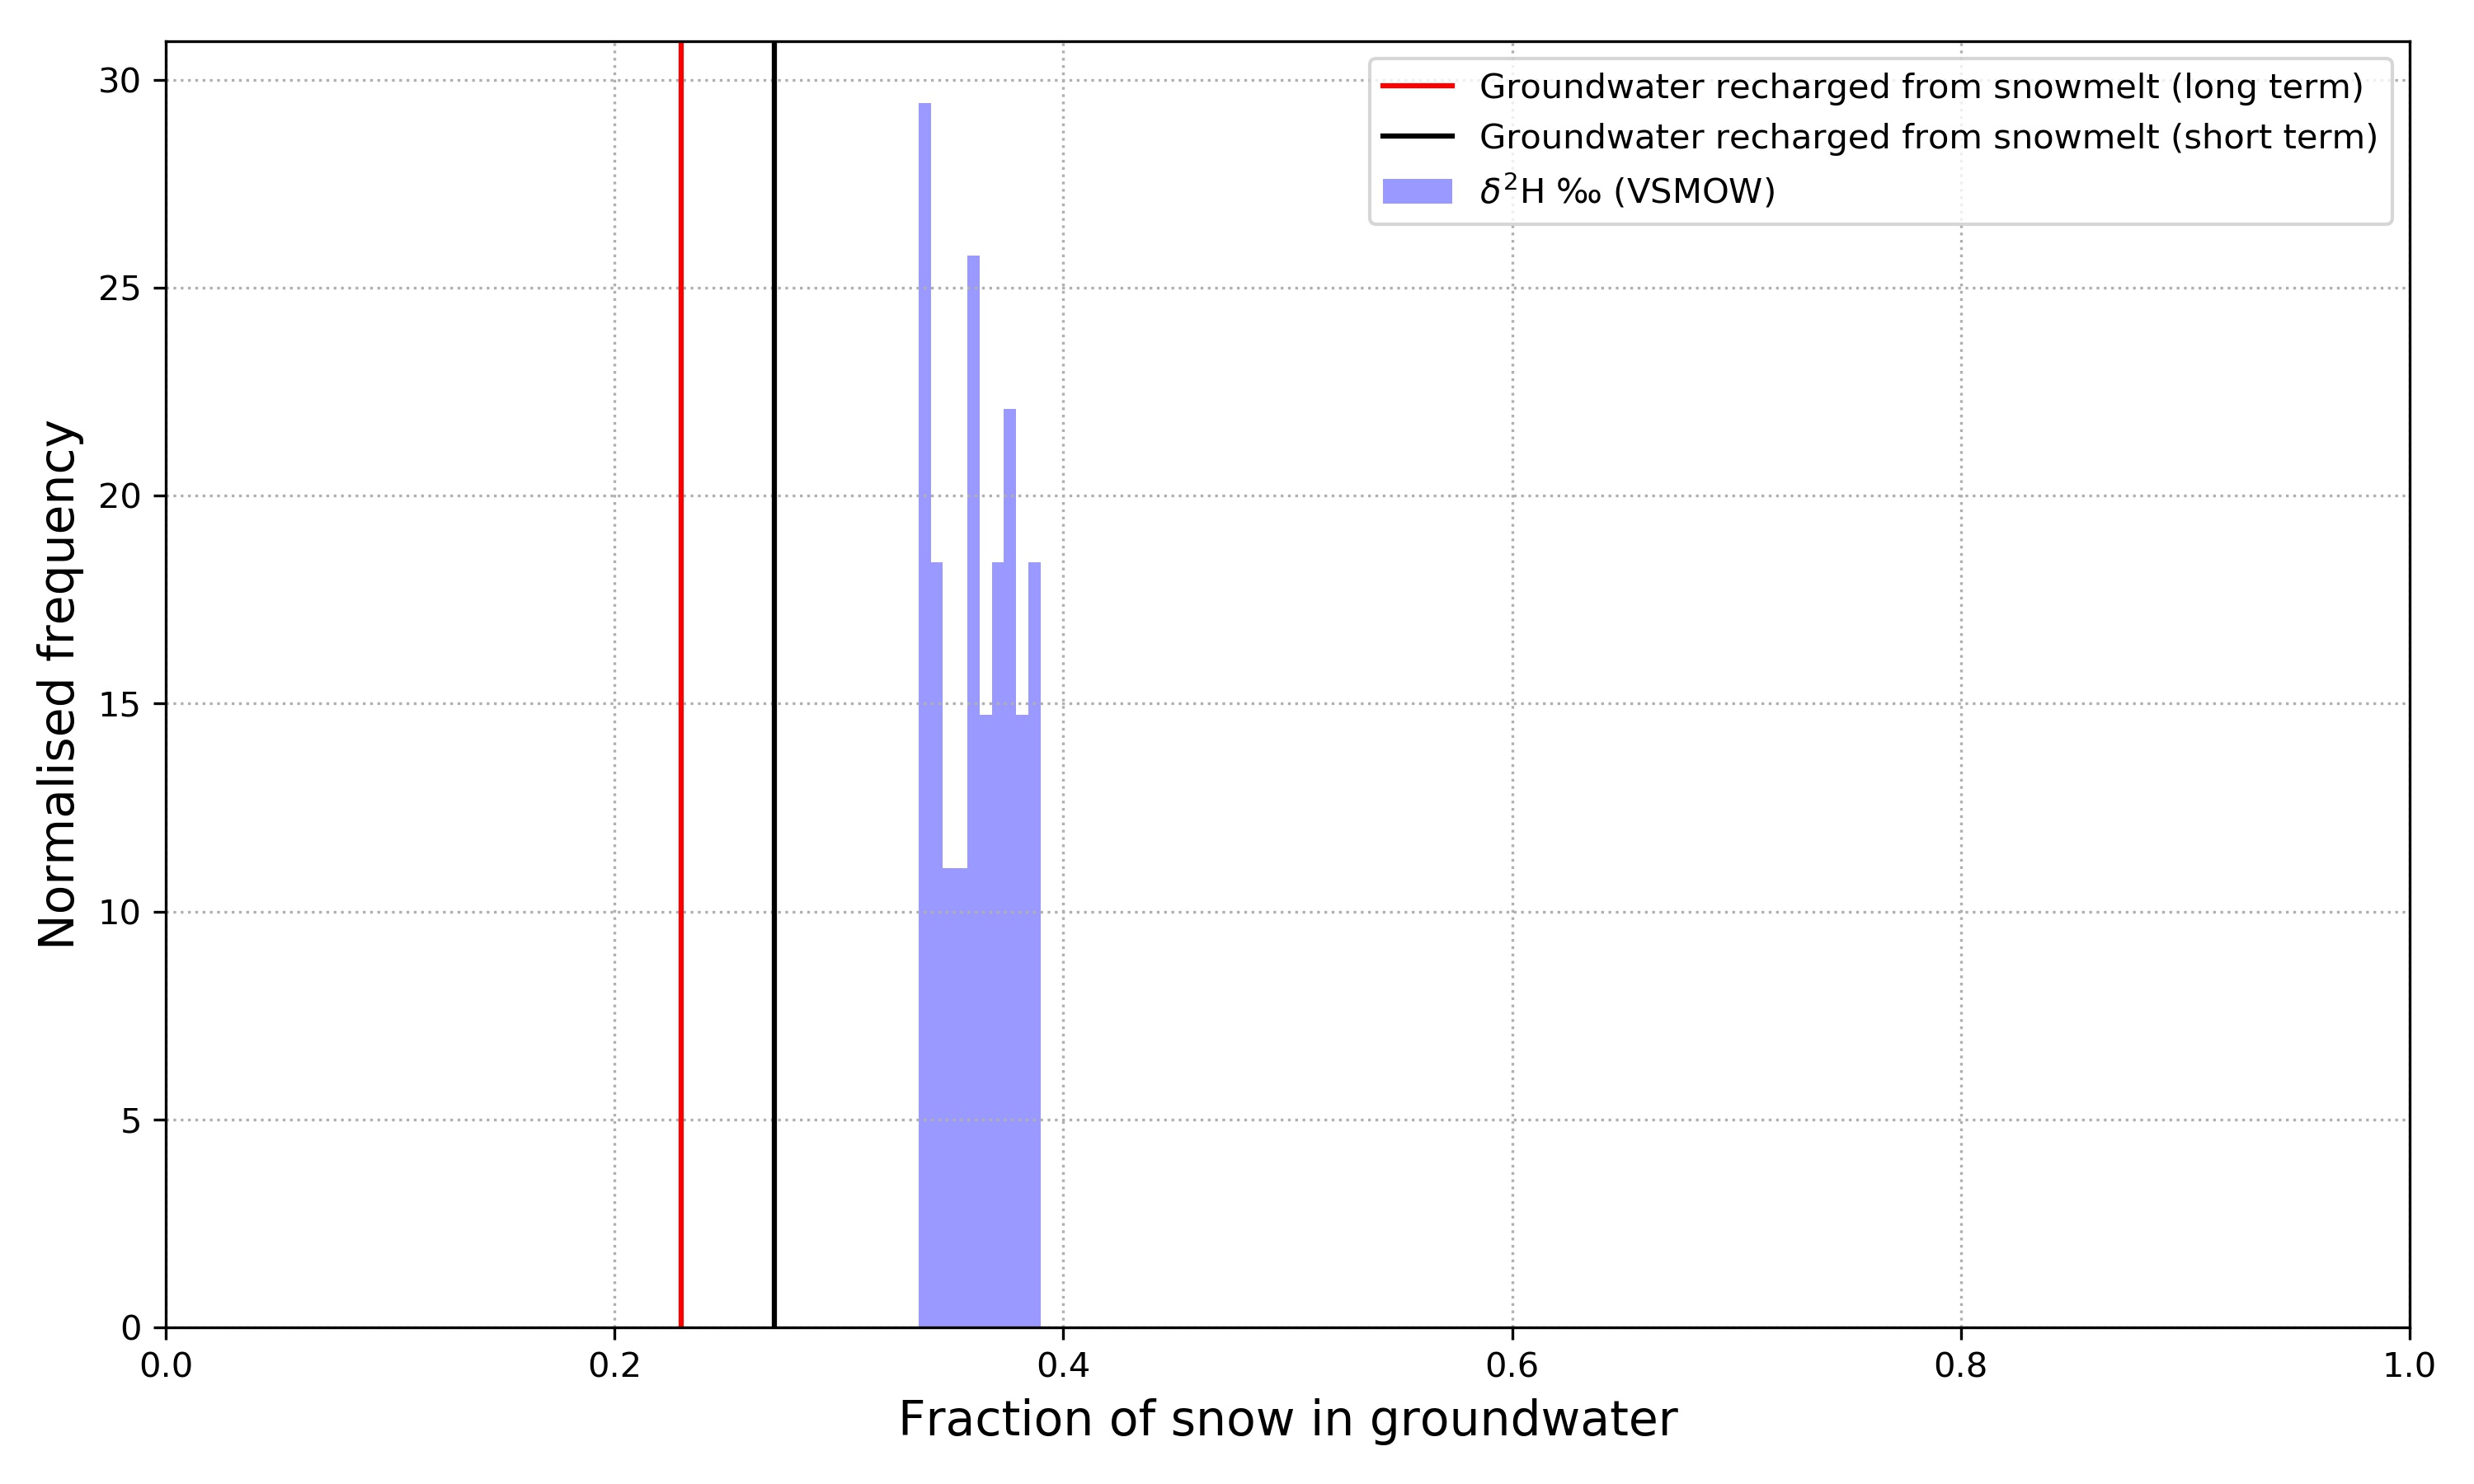 Groundwater recharged from snowmelt (long term)
Groundwater recharged from snowmelt (short term)
δ²H ‰ (VSMOW)
30
25
20
15
10
5
0
Normalised frequency
0.0 0.2 0.4 0.6 0.8 1.0
Fraction of snow in groundwater